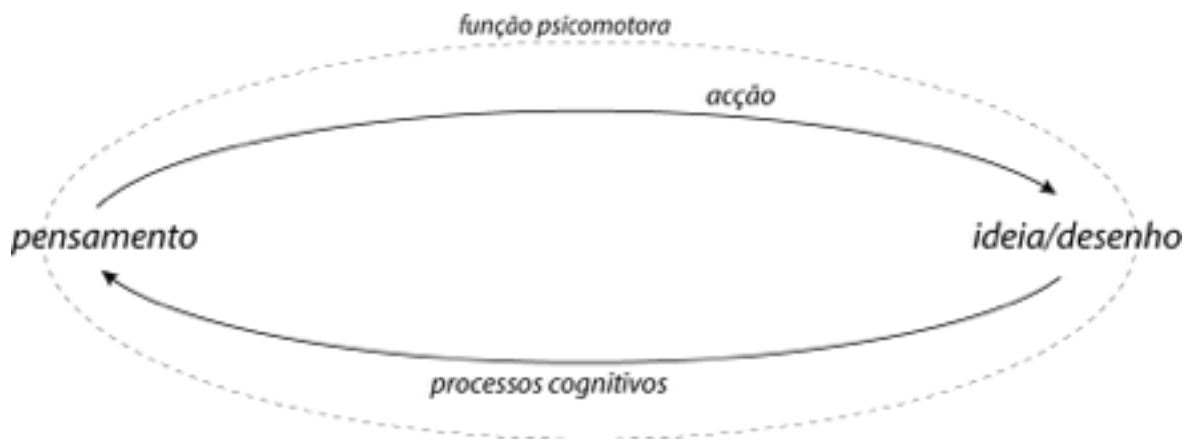 função psicomotora
acção
pensamento
ideia/desenho
processos cognitivos